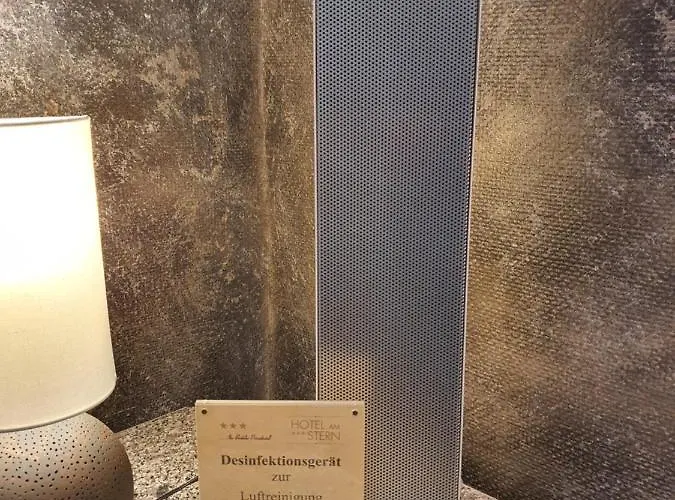 ★★★
HOTEL AM
★★★ STERN
Desinfektionsgerät
zur
Luftreinigung